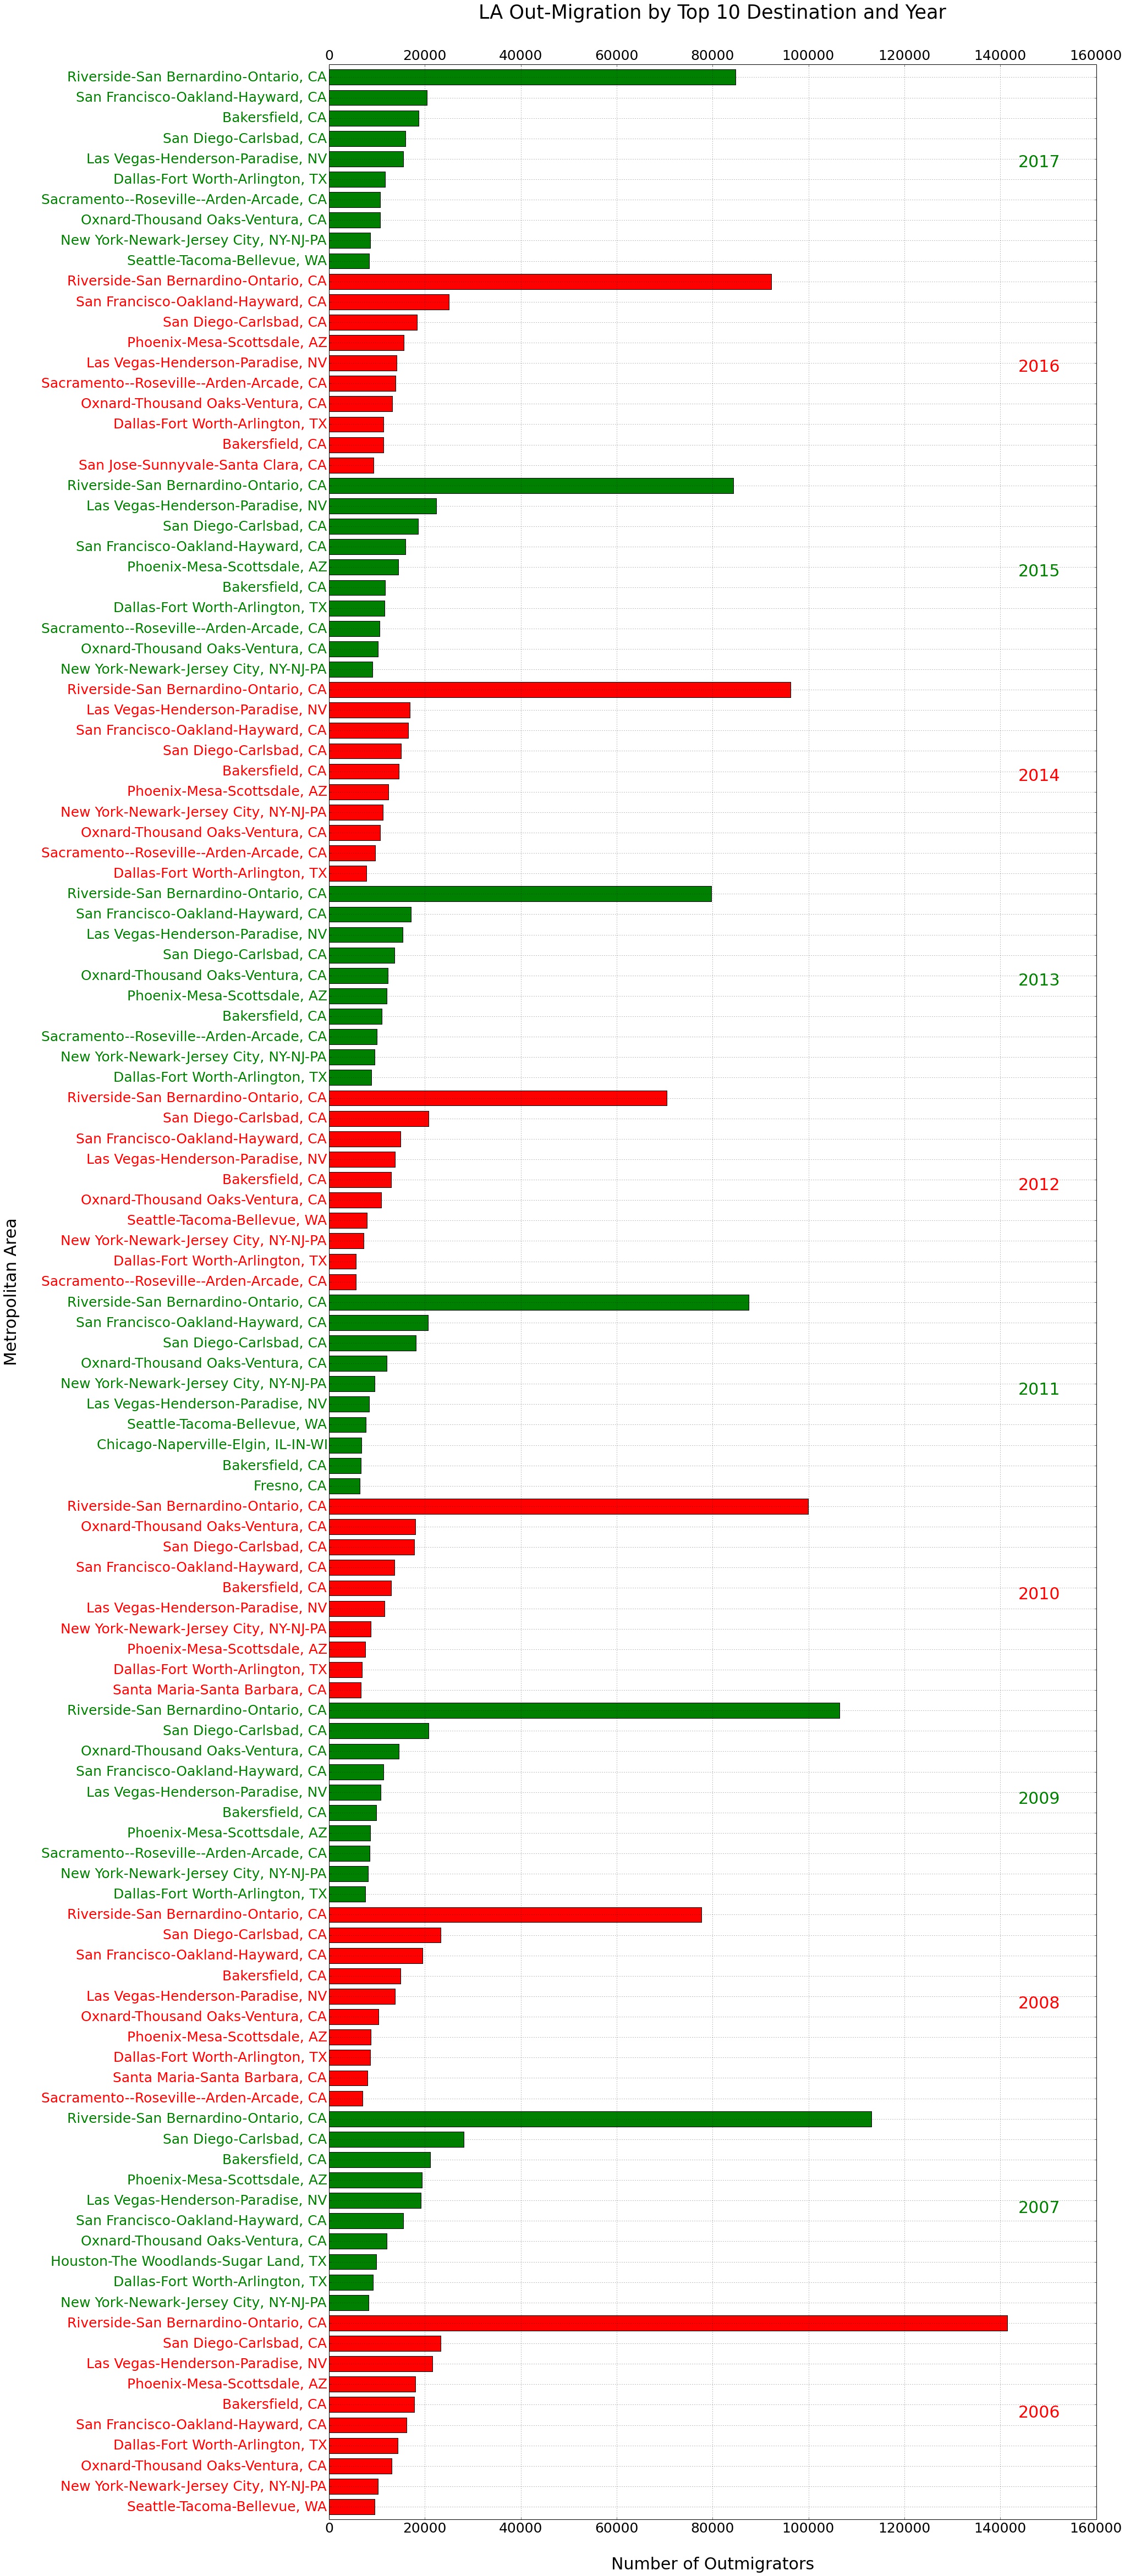 LA Out-Migration by Top 10 Destination and Year
0 20000 40000 60000 80000 100000 120000 140000 160000
Riverside-San Bernardino-Ontario, CA
San Francisco-Oakland-Hayward, CA
Bakersfield, CA
San Diego-Carlsbad, CA
Las Vegas-Henderson-Paradise, NV
2017
Dallas-Fort Worth-Arlington, TX
Sacramento--Roseville--Arden-Arcade, CA
Oxnard-Thousand Oaks-Ventura, CA
New York-Newark-Jersey City, NY-NJ-PA
Seattle-Tacoma-Bellevue, WA
Riverside-San Bernardino-Ontario, CA
San Francisco-Oakland-Hayward, CA
San Diego-Carlsbad, CA
Phoenix-Mesa-Scottsdale, AZ
Las Vegas-Henderson-Paradise, NV
2016
Sacramento--Roseville--Arden-Arcade, CA
Oxnard-Thousand Oaks-Ventura, CA
Dallas-Fort Worth-Arlington, TX
Bakersfield, CA
San Jose-Sunnyvale-Santa Clara, CA
Riverside-San Bernardino-Ontario, CA
Las Vegas-Henderson-Paradise, NV
San Diego-Carlsbad, CA
San Francisco-Oakland-Hayward, CA
Phoenix-Mesa-Scottsdale, AZ
2015
Bakersfield, CA
Dallas-Fort Worth-Arlington, TX
Sacramento--Roseville--Arden-Arcade, CA
Oxnard-Thousand Oaks-Ventura, CA
New York-Newark-Jersey City, NY-NJ-PA
Riverside-San Bernardino-Ontario, CA
Las Vegas-Henderson-Paradise, NV
San Francisco-Oakland-Hayward, CA
San Diego-Carlsbad, CA
Bakersfield, CA
2014
Phoenix-Mesa-Scottsdale, AZ
New York-Newark-Jersey City, NY-NJ-PA
Oxnard-Thousand Oaks-Ventura, CA
Sacramento--Roseville--Arden-Arcade, CA
Dallas-Fort Worth-Arlington, TX
Riverside-San Bernardino-Ontario, CA
San Francisco-Oakland-Hayward, CA
Las Vegas-Henderson-Paradise, NV
San Diego-Carlsbad, CA
Oxnard-Thousand Oaks-Ventura, CA
2013
Phoenix-Mesa-Scottsdale, AZ
Bakersfield, CA
Sacramento--Roseville--Arden-Arcade, CA
New York-Newark-Jersey City, NY-NJ-PA
Dallas-Fort Worth-Arlington, TX
Riverside-San Bernardino-Ontario, CA
San Diego-Carlsbad, CA
San Francisco-Oakland-Hayward, CA
Las Vegas-Henderson-Paradise, NV
Bakersfield, CA
2012
Oxnard-Thousand Oaks-Ventura, CA
Seattle-Tacoma-Bellevue, WA
New York-Newark-Jersey City, NY-NJ-PA
Dallas-Fort Worth-Arlington, TX
Sacramento--Roseville--Arden-Arcade, CA
Metropolitan Area
Riverside-San Bernardino-Ontario, CA
San Francisco-Oakland-Hayward, CA
San Diego-Carlsbad, CA
Oxnard-Thousand Oaks-Ventura, CA
New York-Newark-Jersey City, NY-NJ-PA
2011
Las Vegas-Henderson-Paradise, NV
Seattle-Tacoma-Bellevue, WA
Chicago-Naperville-Elgin, IL-IN-WI
Bakersfield, CA
Fresno, CA
Riverside-San Bernardino-Ontario, CA
Oxnard-Thousand Oaks-Ventura, CA
San Diego-Carlsbad, CA
San Francisco-Oakland-Hayward, CA
Bakersfield, CA
2010
Las Vegas-Henderson-Paradise, NV
New York-Newark-Jersey City, NY-NJ-PA
Phoenix-Mesa-Scottsdale, AZ
Dallas-Fort Worth-Arlington, TX
Santa Maria-Santa Barbara, CA
Riverside-San Bernardino-Ontario, CA
San Diego-Carlsbad, CA
Oxnard-Thousand Oaks-Ventura, CA
San Francisco-Oakland-Hayward, CA
Las Vegas-Henderson-Paradise, NV
2009
Bakersfield, CA
Phoenix-Mesa-Scottsdale, AZ
Sacramento--Roseville--Arden-Arcade, CA
New York-Newark-Jersey City, NY-NJ-PA
Dallas-Fort Worth-Arlington, TX
Riverside-San Bernardino-Ontario, CA
San Diego-Carlsbad, CA
San Francisco-Oakland-Hayward, CA
Bakersfield, CA
Las Vegas-Henderson-Paradise, NV
2008
Oxnard-Thousand Oaks-Ventura, CA
Phoenix-Mesa-Scottsdale, AZ
Dallas-Fort Worth-Arlington, TX
Santa Maria-Santa Barbara, CA
Sacramento--Roseville--Arden-Arcade, CA
Riverside-San Bernardino-Ontario, CA
San Diego-Carlsbad, CA
Bakersfield, CA
Phoenix-Mesa-Scottsdale, AZ
Las Vegas-Henderson-Paradise, NV
2007
San Francisco-Oakland-Hayward, CA
Oxnard-Thousand Oaks-Ventura, CA
Houston-The Woodlands-Sugar Land, TX
Dallas-Fort Worth-Arlington, TX
New York-Newark-Jersey City, NY-NJ-PA
Riverside-San Bernardino-Ontario, CA
San Diego-Carlsbad, CA
Las Vegas-Henderson-Paradise, NV
Phoenix-Mesa-Scottsdale, AZ
Bakersfield, CA
2006
San Francisco-Oakland-Hayward, CA
Dallas-Fort Worth-Arlington, TX
Oxnard-Thousand Oaks-Ventura, CA
New York-Newark-Jersey City, NY-NJ-PA
Seattle-Tacoma-Bellevue, WA
0 20000 40000 60000 80000 100000 120000 140000 160000
Number of Outmigrators